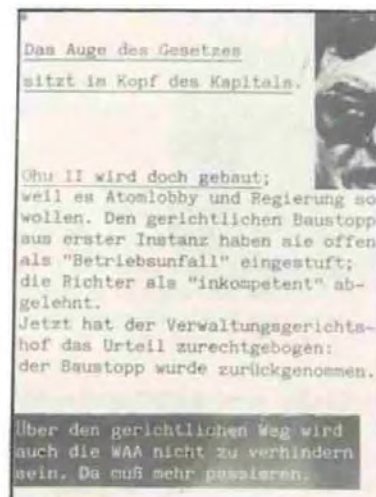 Das Auge des Gesetzes
sitzt im Kopf des Kapitals.
Ohu II wird doch gebaut;
weil es Atomlobby und Regierung so
wollen. Den gerichtlichen Baustopp
aus erster Instanz haben sie offen
als "Betriebsunfall" eingestuft;
die Richter als "inkompetent" ab-
gelehnt.
Jetzt hat der Verwaltungsgerichts-
hof das Urteil zurechtgebogen:
der Baustopp wurde zurückgenommen.
Über den gerichtlichen Weg wird
auch die WAA nicht zu verhindern
sein. Da muß mehr passieren.